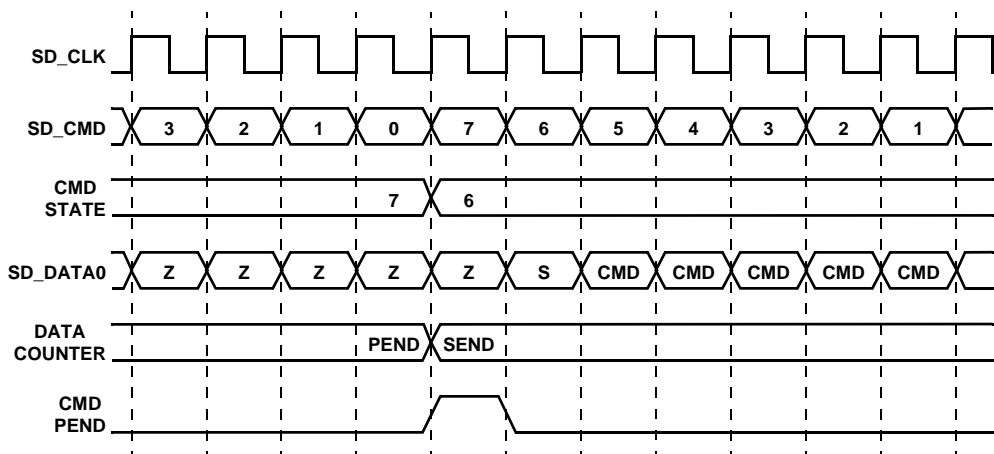 SD_CLK
SD_CMD 3 2 1 0 7 6 5 4 3 2 1
CMD
STATE 7 6
SD_DATA0 Z Z Z Z Z S CMD CMD CMD CMD CMD
DATA
COUNTER PEND SEND
CMD
PEND